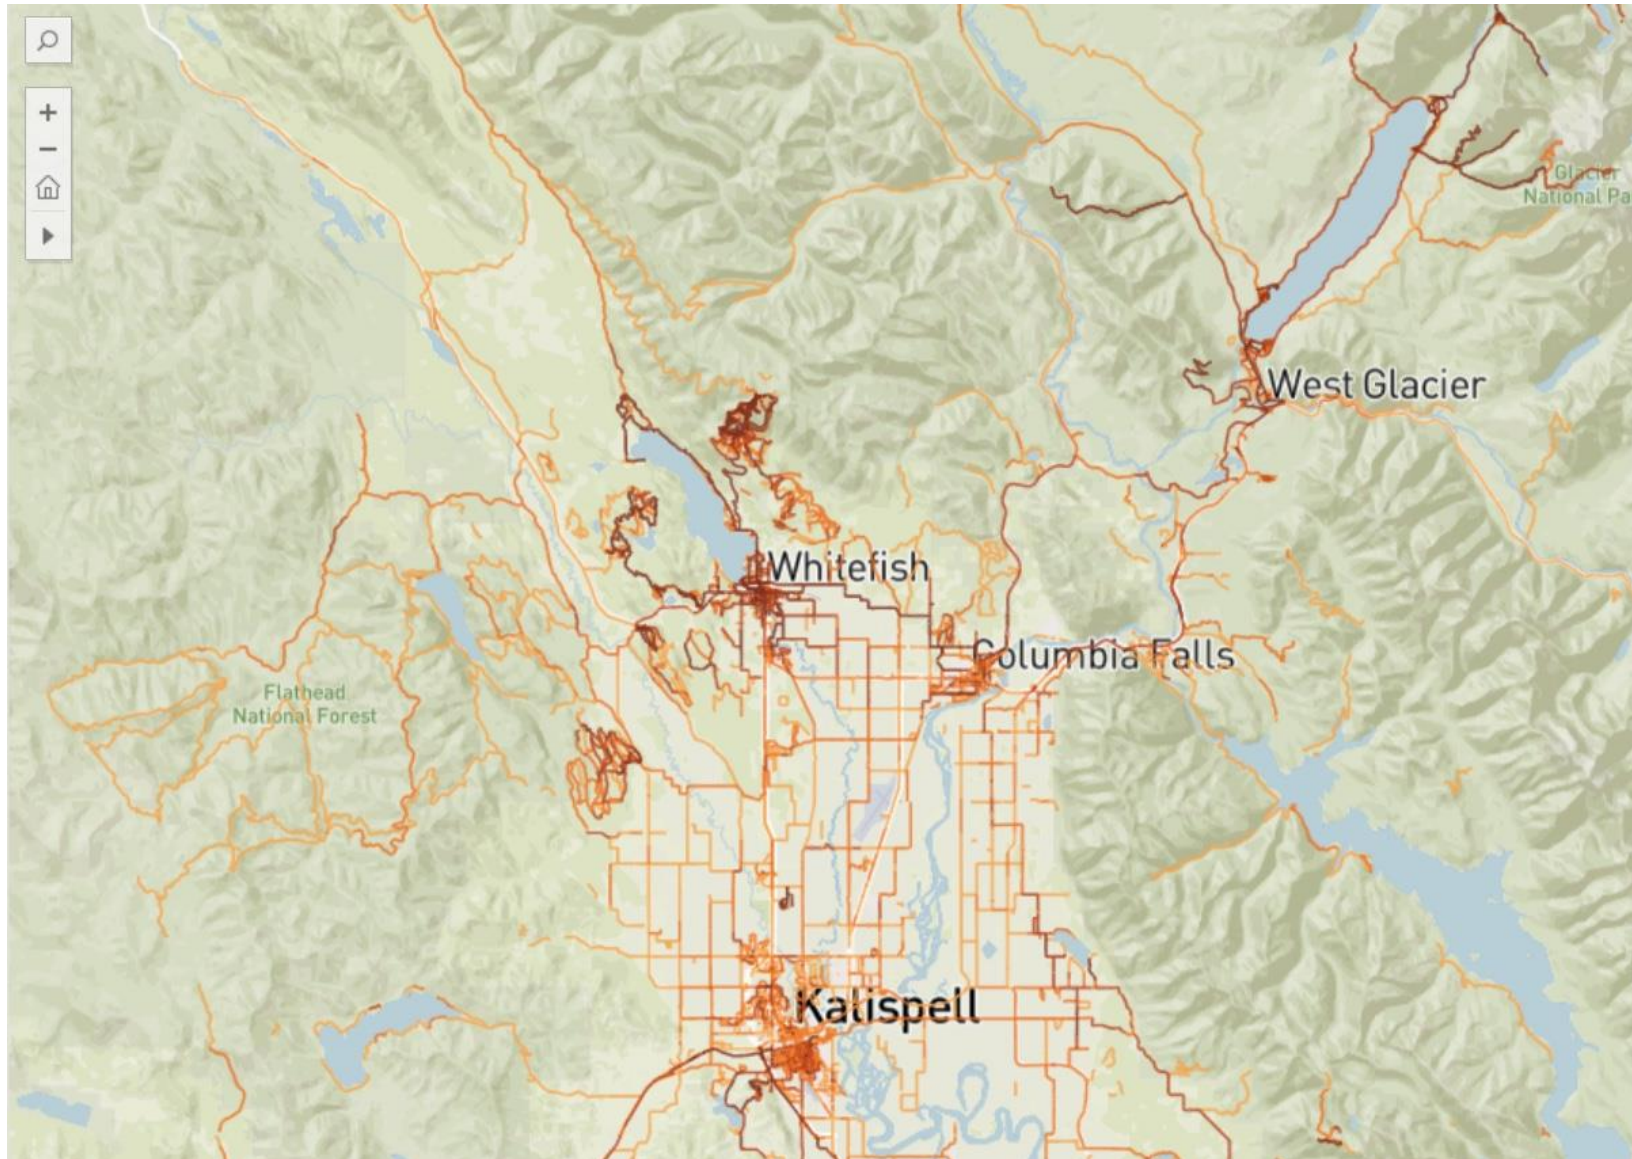 Glacier
National Pa
West Glacier
Whitefish
Columbia Falls
Flathead
National Forest
Kalispell